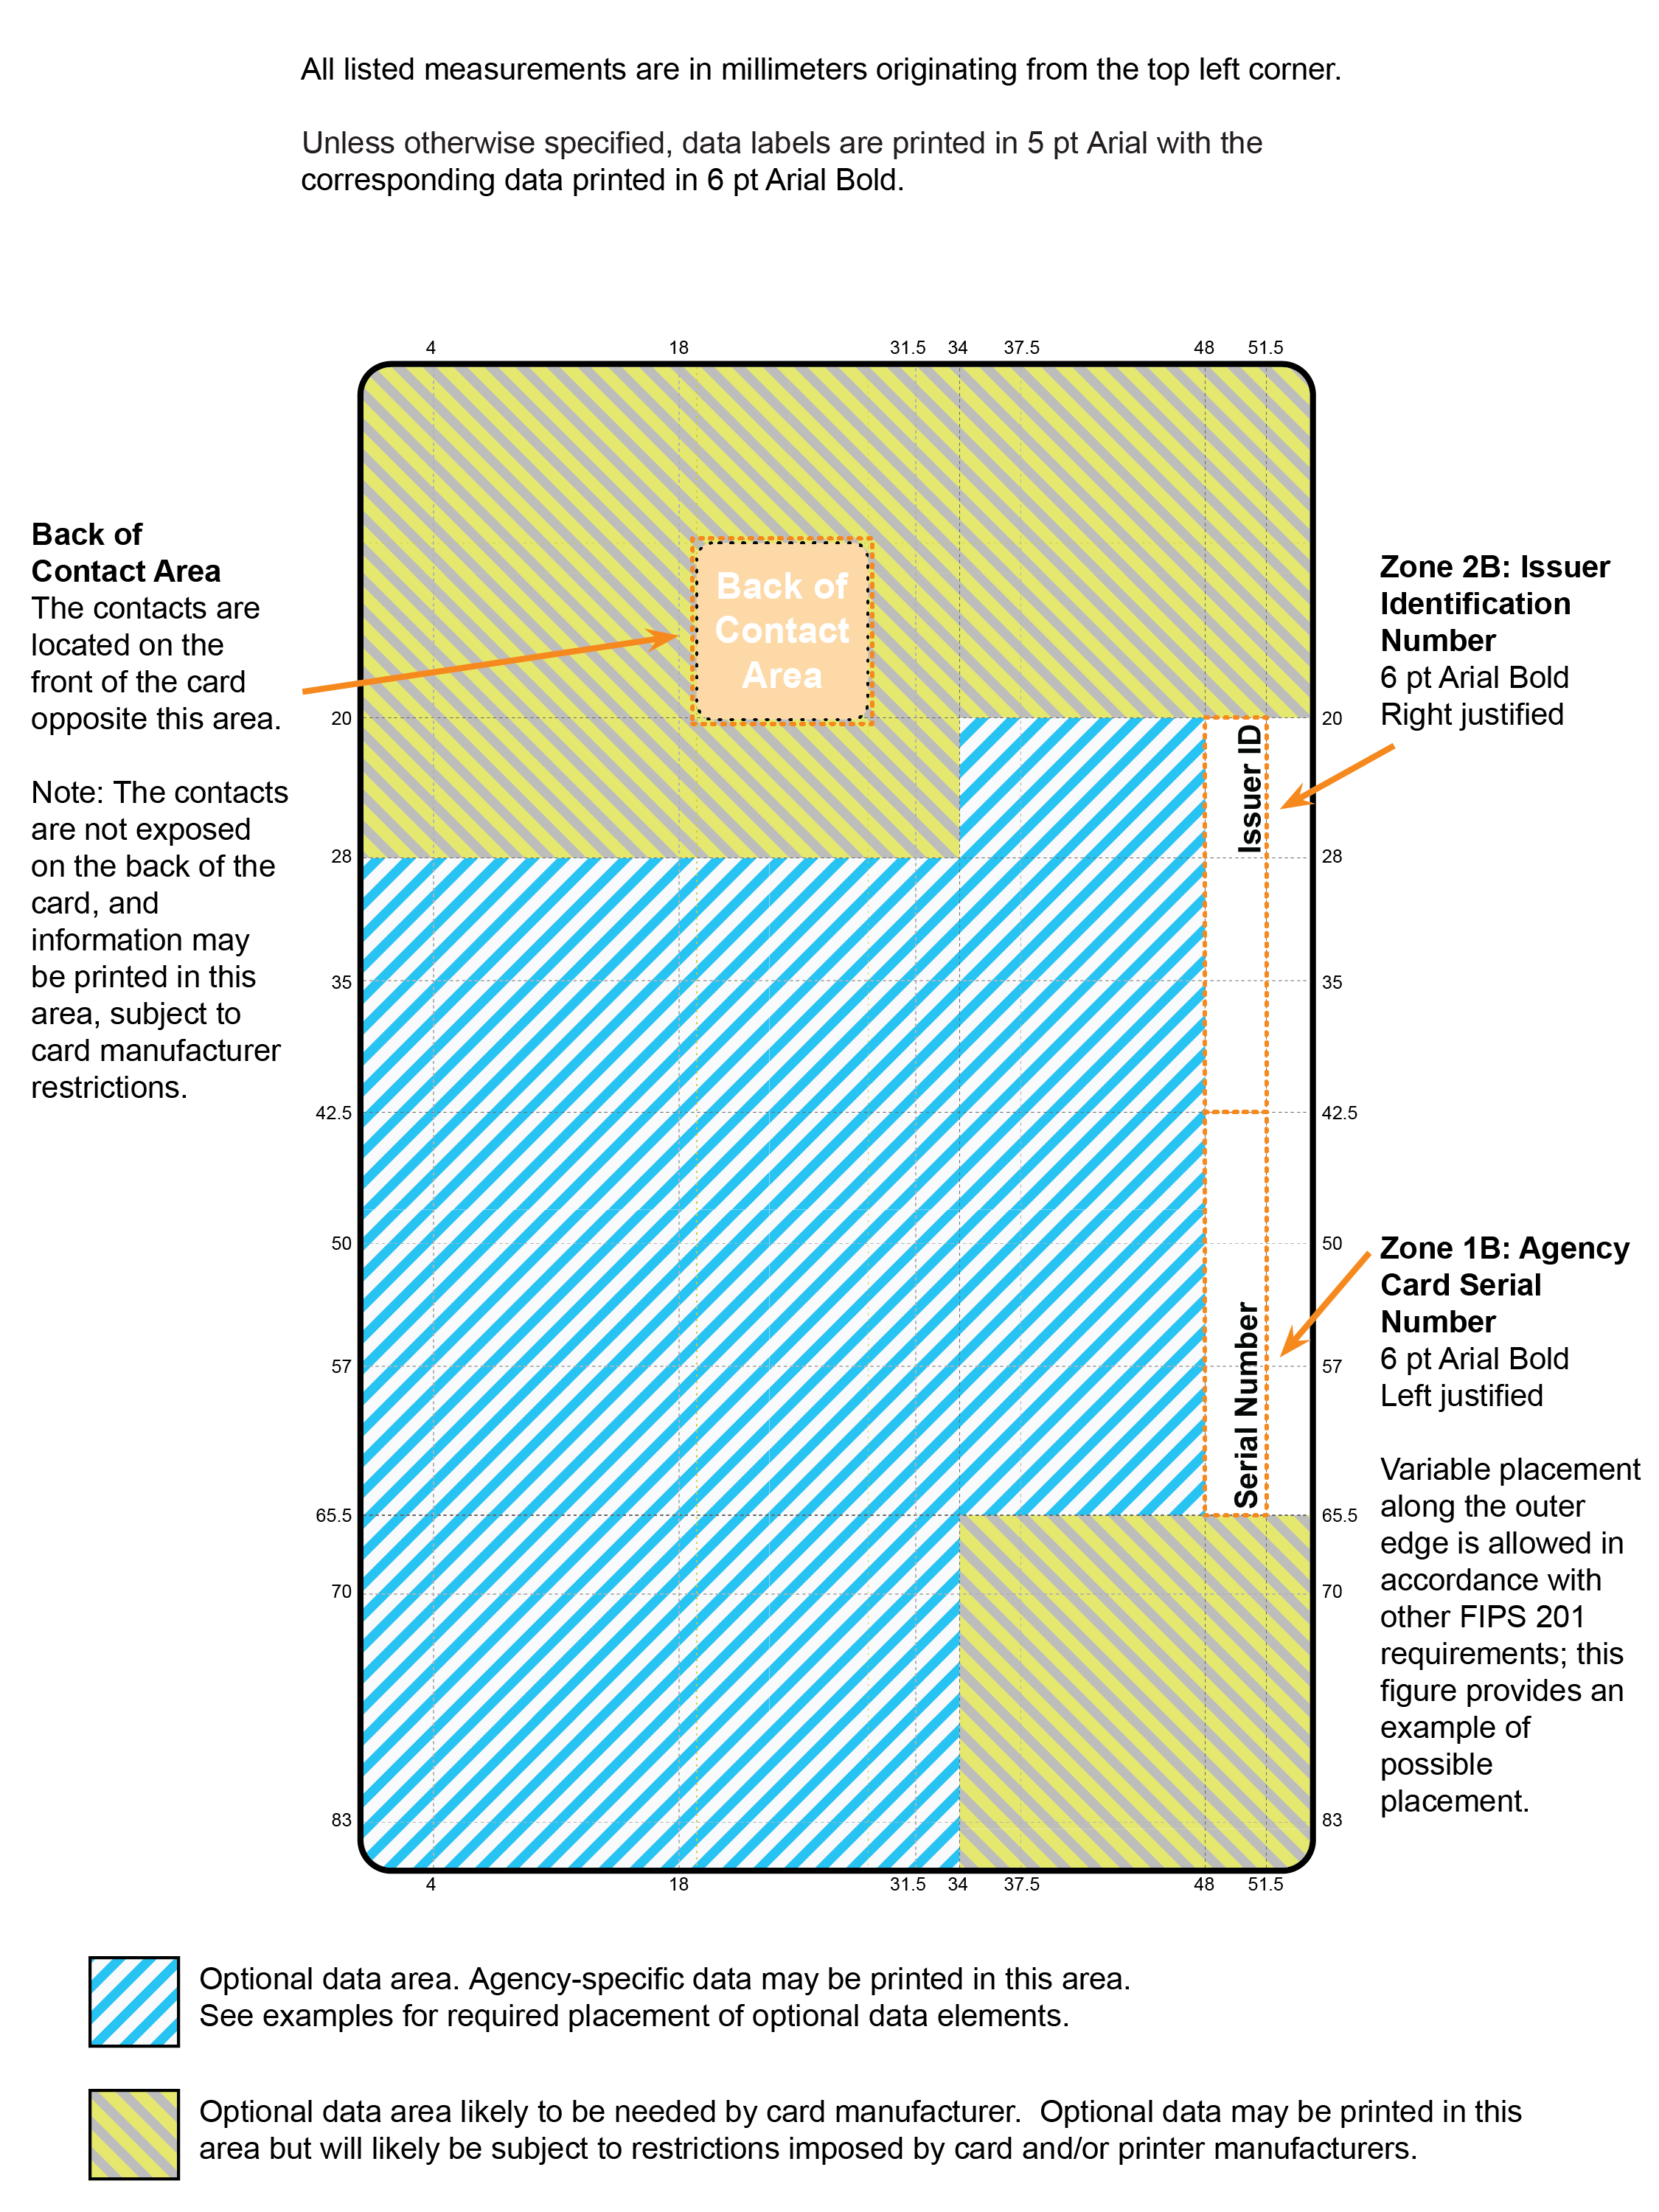 All listed measurements are in millimeters originating from the top left corner.
Unless otherwise specified, data labels are printed in 5 pt Arial with the
corresponding data printed in 6 pt Arial Bold.
4 18 31.5 34 37.5 48 51.5
Back of
Contact Area
The contacts are
located on the
front of the card
opposite this area.
Note: The contacts
are not exposed
on the back of the
card, and
information may
be printed in this
area, subject to
card manufacturer
restrictions.
20
28
35
42.5
50
57
65.5
70
83
Back of
Contact
Area
Issuer ID
Serial Number
20
28
35
42.5
50
57
65.5
70
83
Zone 2B: Issuer
Identification
Number
6 pt Arial Bold
Right justified
Zone 1B: Agency
Card Serial
Number
6 pt Arial Bold
Left justified
Variable placement
along the outer
edge is allowed in
accordance with
other FIPS 201
requirements; this
figure provides an
example of
possible
placement.
4 18 31.5 34 37.5 48 51.5
Optional data area. Agency-specific data may be printed in this area.
See examples for required placement of optional data elements.
Optional data area likely to be needed by card manufacturer.  Optional data may be printed in this
area but will likely be subject to restrictions imposed by card and/or printer manufacturers.